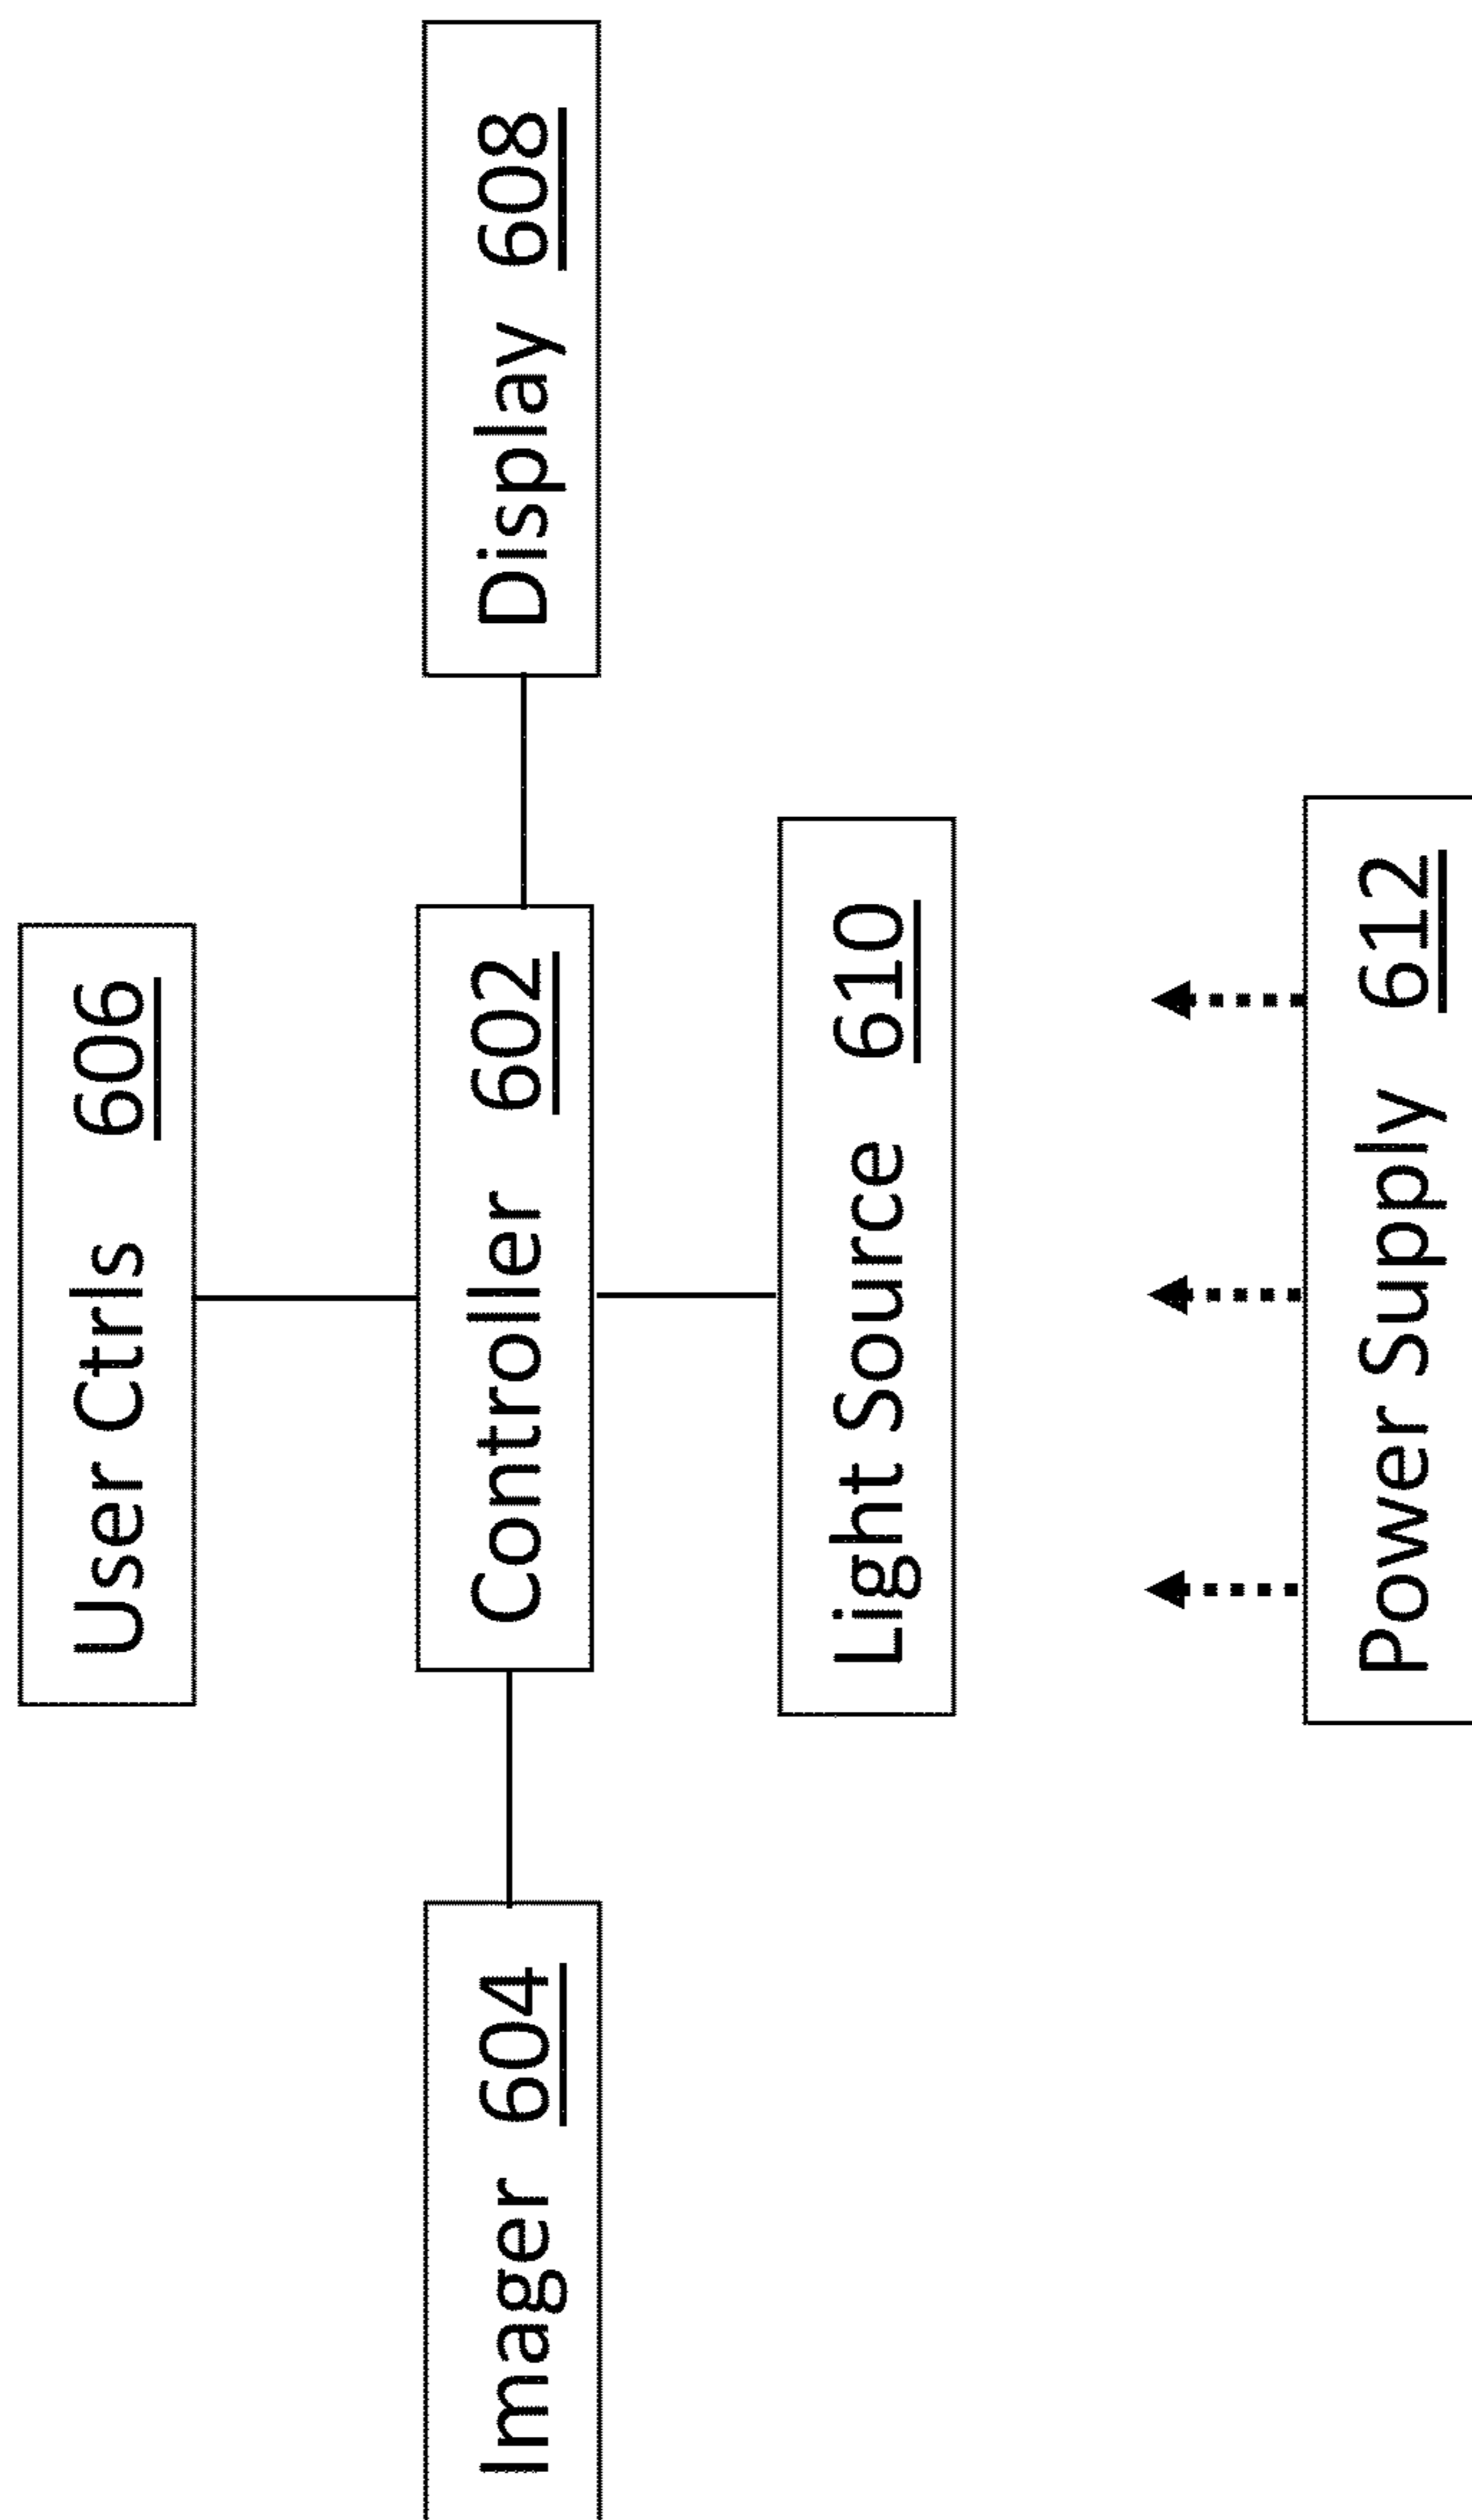 User Ctrls 606
Imager 604
Controller 602
Display 608
Light Source 610
Power Supply 612